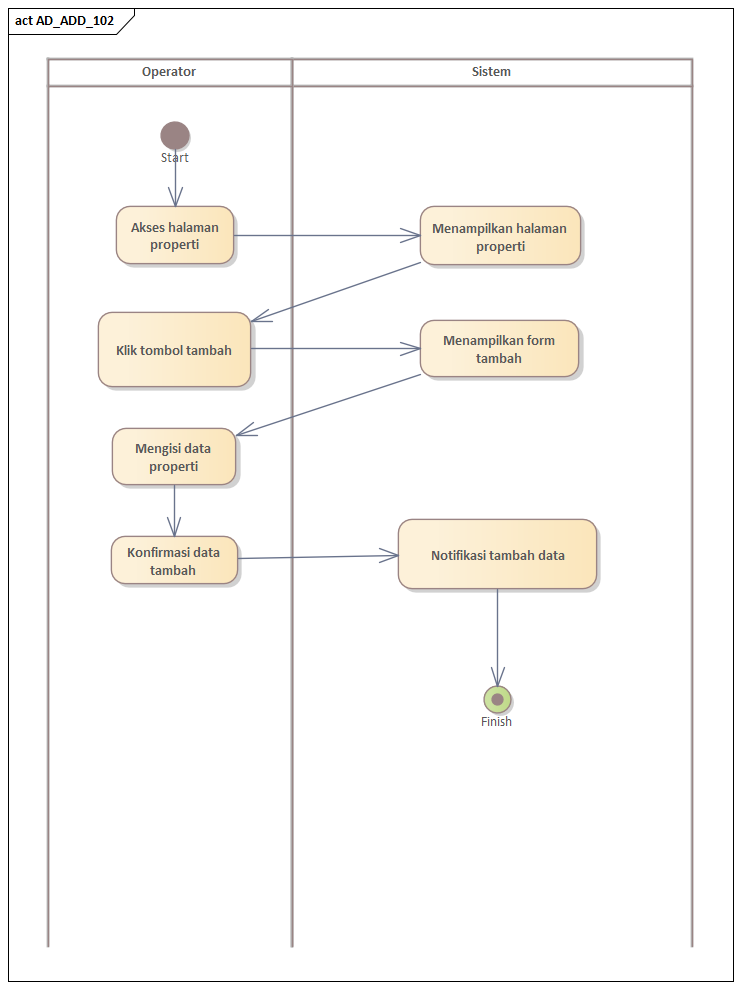 act AD_ADD_102
Operator
Sistem
Start
Akses halaman
properti
Menampilkan halaman
properti
Klik tombol tambah
Menampilkan form
tambah
Mengisi data
properti
Konfirmasi data
tambah
Notifikasi tambah data
Finish